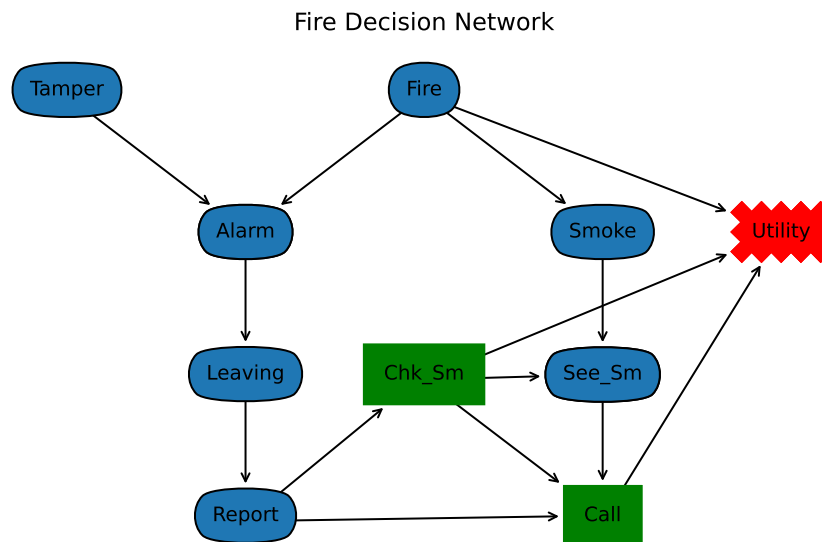 Fire Decision Network
Tamper
Fire
Alarm
Smoke
Utility
Leaving
Chk_Sm
See_Sm
Report
Call